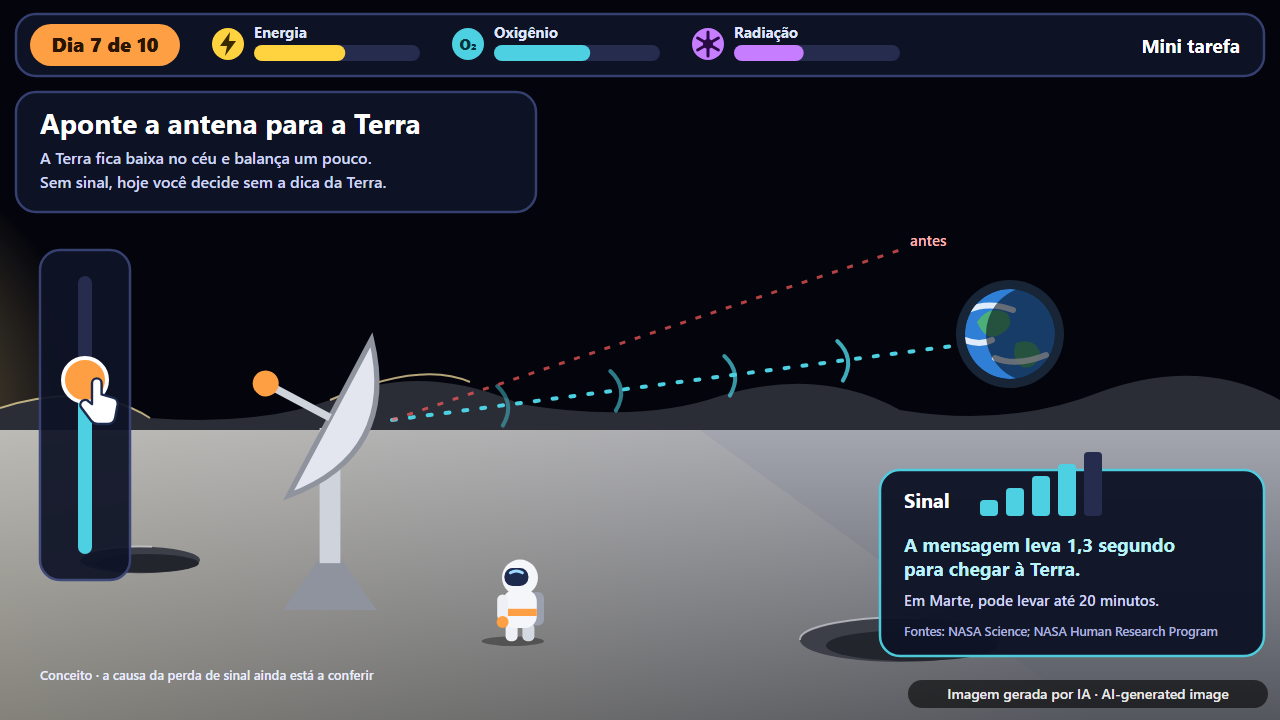 Dia 7 de 10
Energia
O₂
Oxigênio
Radiação
Mini tarefa
Aponte a antena para a Terra
A Terra fica baixa no céu e balança um pouco.
Sem sinal, hoje você decide sem a dica da Terra.
antes
Sinal
A mensagem leva 1,3 segundo
para chegar à Terra.
Em Marte, pode levar até 20 minutos.
Fontes: NASA Science; NASA Human Research Program
Conceito · a causa da perda de sinal ainda está a conferir
Imagem gerada por IA · AI-generated image